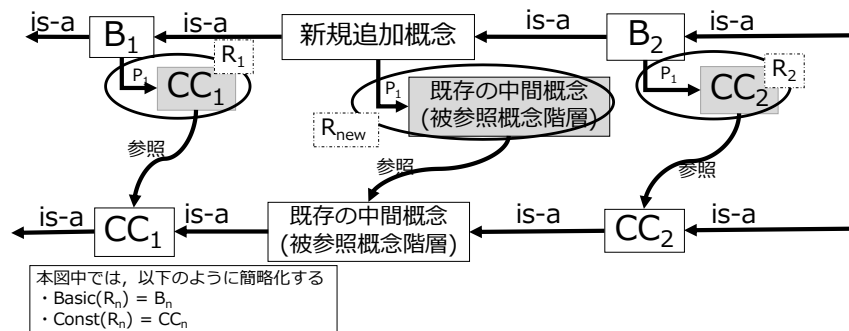 is-a
B₁
is-a
新規追加概念
is-a
B₂
is-a
P₁
CC₁
R₁
P₁
既存の中間概念
(被参照概念階層)
Rnew
P₁
CC₂
R₂
参照
参照
参照
is-a
CC₁
is-a
既存の中間概念
(被参照概念階層)
is-a
CC₂
is-a
本図中では，以下のように簡略化する
・Basic(Rn) = Bn
・Const(Rn) = CCn